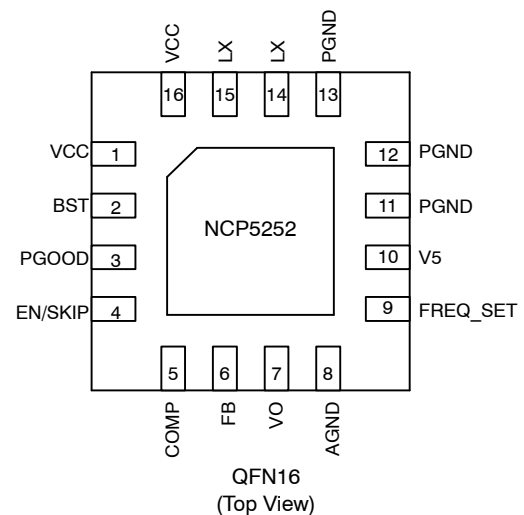 VCC
LX
LX
PGND
16
15
14
13
VCC 1
12 PGND
BST 2
11 PGND
NCP5252
PGOOD 3
10 V5
EN/SKIP 4
9 FREQ_SET
5
6
7
8
COMP
FB
VO
AGND
QFN16
(Top View)